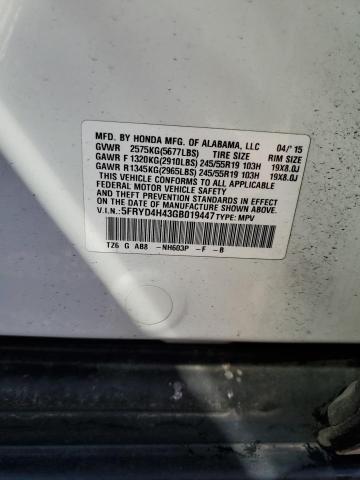 MFD. BY HONDA MFG. OF ALABAMA, LLC 04/'15
GVWR 2575KG(5677LBS) TIRE SIZE RIM SIZE
GAWR F 1320KG(2910LBS) 245/55R19 103H 19X8.0J
GAWR R 1345KG(2965LBS) 245/55R19 103H 19X8.0J
THIS VEHICLE CONFORMS TO ALL APPLICABLE
FEDERAL MOTOR VEHICLE SAFETY
AND THEFT PREVENTION STANDARDS IN EFFECT
ON THE DATE OF MANUFACTURE SHOWN ABOVE.
V.I.N.: 5FRYD4H43GB019447 TYPE: MPV
TZ6 G AB8 -NH603P -F -B